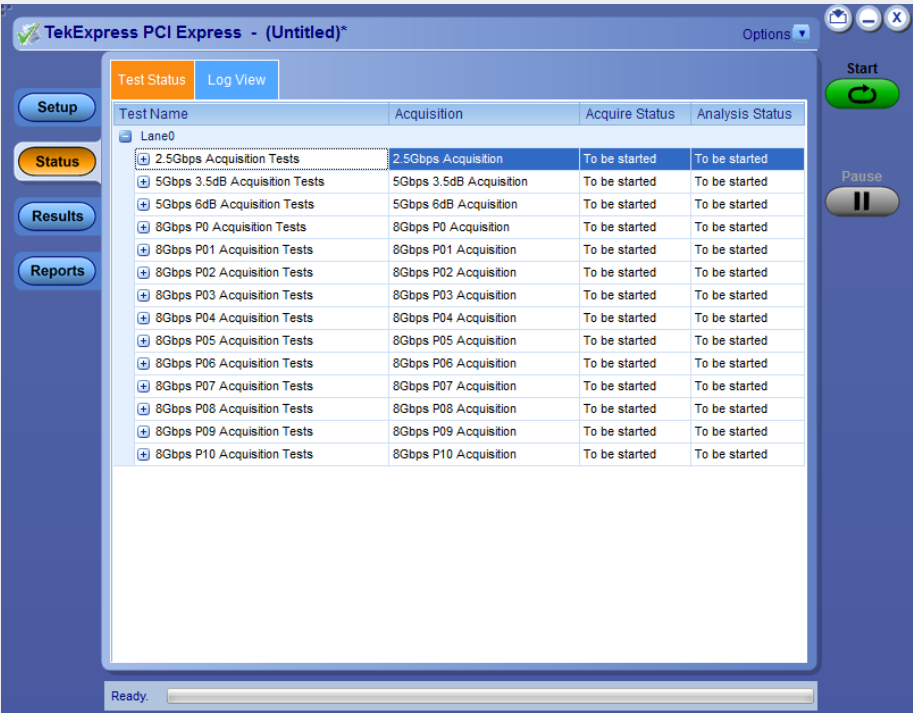 TekExpress PCI Express - (Untitled)*
Options
Start
Pause
Setup
Status
Results
Reports
Test Status Log View
Test Name Acquisition Acquire Status Analysis Status
Lane0
2.5Gbps Acquisition Tests 2.5Gbps Acquisition To be started To be started
5Gbps 3.5dB Acquisition Tests 5Gbps 3.5dB Acquisition To be started To be started
5Gbps 6dB Acquisition Tests 5Gbps 6dB Acquisition To be started To be started
8Gbps P0 Acquisition Tests 8Gbps P0 Acquisition To be started To be started
8Gbps P01 Acquisition Tests 8Gbps P01 Acquisition To be started To be started
8Gbps P02 Acquisition Tests 8Gbps P02 Acquisition To be started To be started
8Gbps P03 Acquisition Tests 8Gbps P03 Acquisition To be started To be started
8Gbps P04 Acquisition Tests 8Gbps P04 Acquisition To be started To be started
8Gbps P05 Acquisition Tests 8Gbps P05 Acquisition To be started To be started
8Gbps P06 Acquisition Tests 8Gbps P06 Acquisition To be started To be started
8Gbps P07 Acquisition Tests 8Gbps P07 Acquisition To be started To be started
8Gbps P08 Acquisition Tests 8Gbps P08 Acquisition To be started To be started
8Gbps P09 Acquisition Tests 8Gbps P09 Acquisition To be started To be started
8Gbps P10 Acquisition Tests 8Gbps P10 Acquisition To be started To be started
Ready.